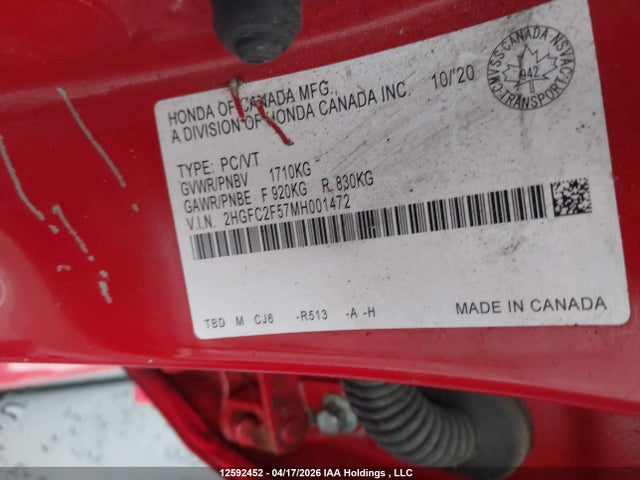 HONDA OF CANADA MFG.,
A DIVISION OF HONDA CANADA INC.
10/'20
CMVSS·CANADA·NSVAC
942
TRANSPORT
TYPE: PC/VT
GVWR/PNBV 1710KG
GAWR/PNBE F 920KG R 830KG
V.I.N. 2HGFC2F57MH001472
TBD M CJ6 -R513 -A -H
MADE IN CANADA
12592452 - 04/17/2026 IAA Holdings , LLC